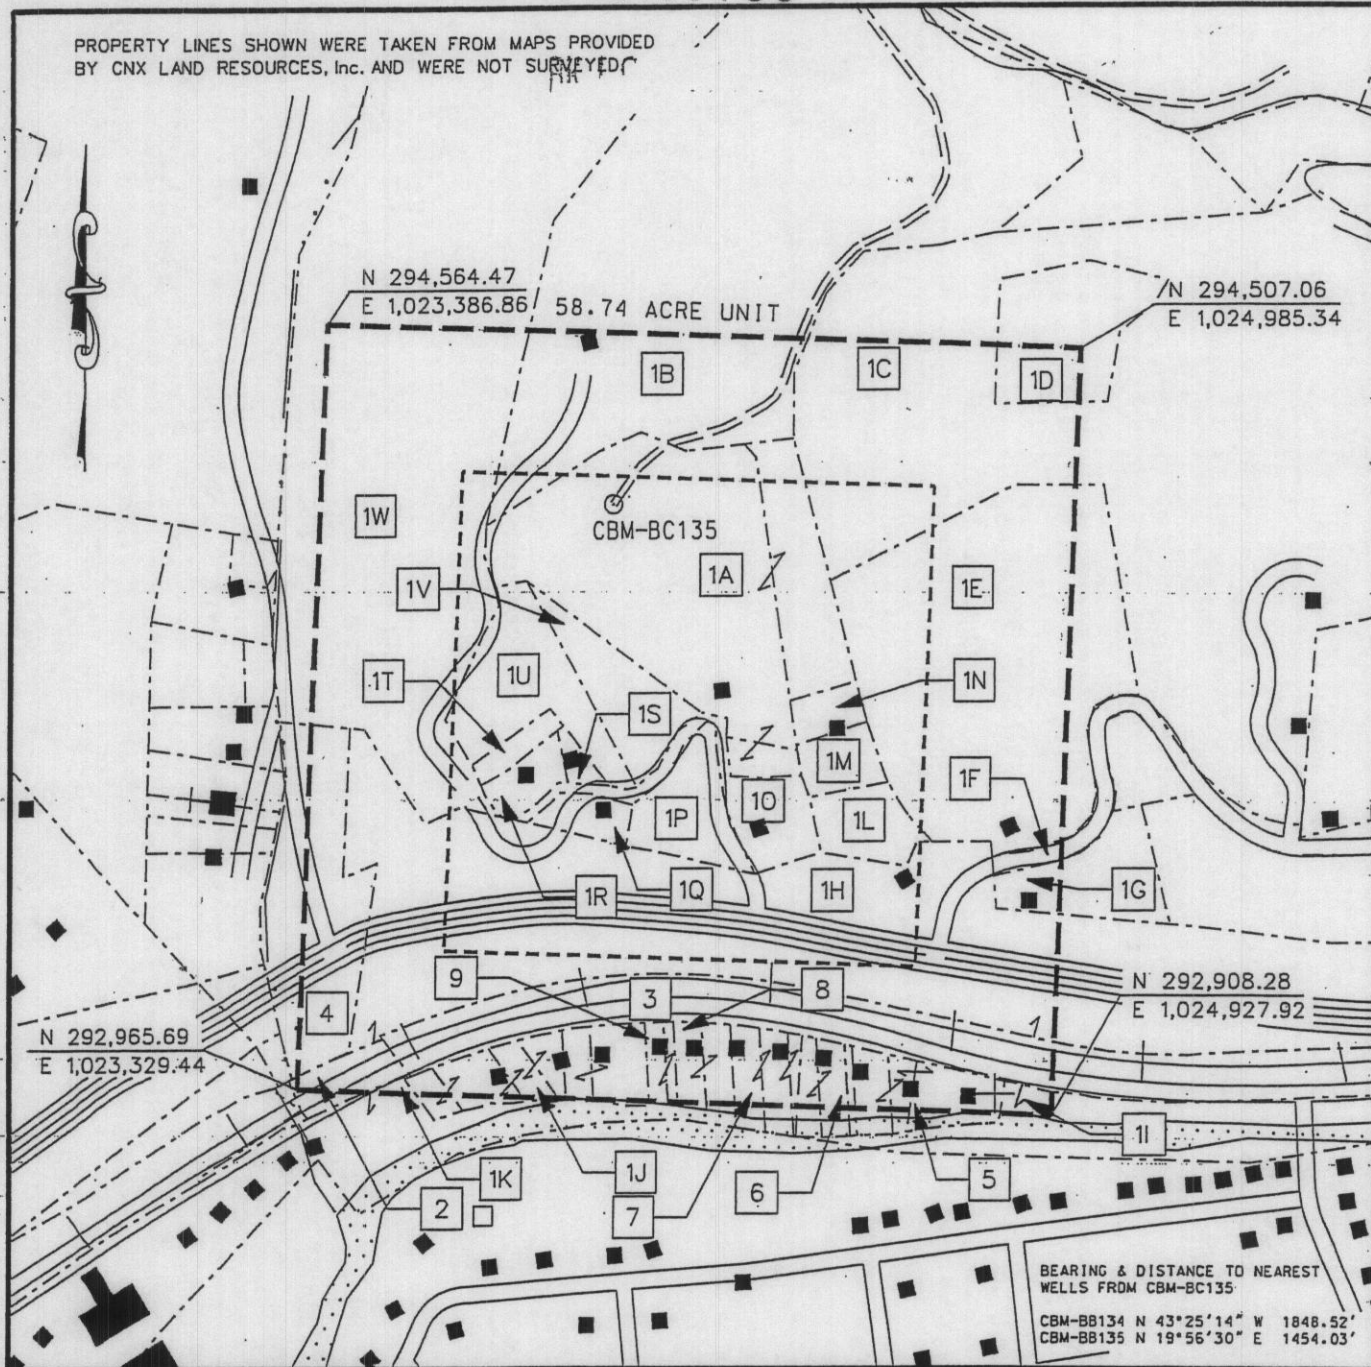 PROPERTY LINES SHOWN WERE TAKEN FROM MAPS PROVIDED
BY CNX LAND RESOURCES, Inc. AND WERE NOT SURVEYED
N 294,564.47
E 1,023,386.86
58.74 ACRE UNIT
N 294,507.06
E 1,024,985.34
1B
1C
1D
1W
CBM-BC135
1A
1V
1E
1U
1T
1N
1S
1M
1F
1O
1P
1L
1R
1Q
1H
1G
9
3
8
4
N 292,908.28
E 1,024,927.92
N 292,965.69
E 1,023,329.44
1I
1K
1J
5
6
2
7
BEARING & DISTANCE TO NEAREST
WELLS FROM CBM-BC135
CBM-BB134 N 43°25'14" W 1848.52'
CBM-BB135 N 19°56'30" E 1454.03'